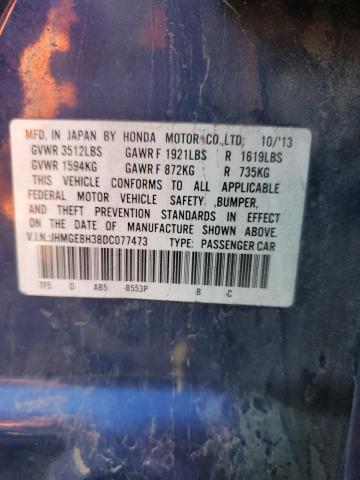 MFD. IN JAPAN BY HONDA MOTOR CO.,LTD; 10/'13
GVWR 3512LBS GAWR F 1921LBS R 1619LBS
GVWR 1594KG GAWR F 872KG R 735KG
THIS VEHICLE CONFORMS TO ALL APPLICABLE
FEDERAL MOTOR VEHICLE SAFETY,BUMPER,
AND THEFT PREVENTION STANDARDS IN EFFECT
ON THE DATE OF MANUFACTURE SHOWN ABOVE.
V.I.N.:JHMGE8H38DC077473 TYPE: PASSENGER CAR
TF5 D AB5 -B553P -B -C